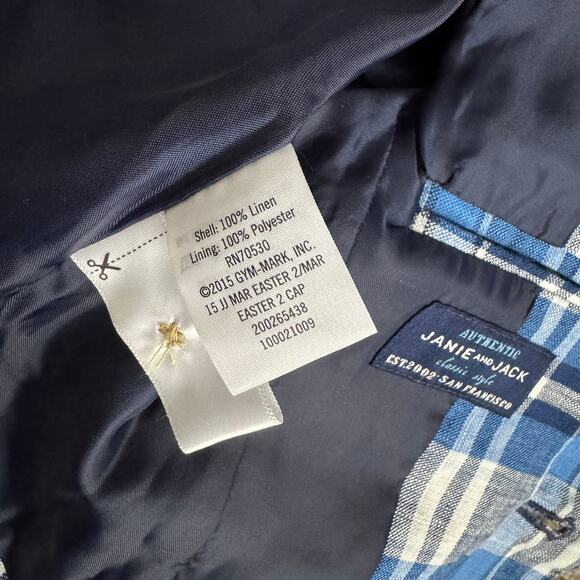 Shell: 100% Linen
Lining: 100% Polyester
RN70530
©2015 GYM-MARK, INC.
15 JJ MAR EASTER 2/MAR
EASTER 2 CAP
200265438
100021009
AUTHENTIC
JANIE AND JACK
classic style
EST.2002·SAN FRANCISCO